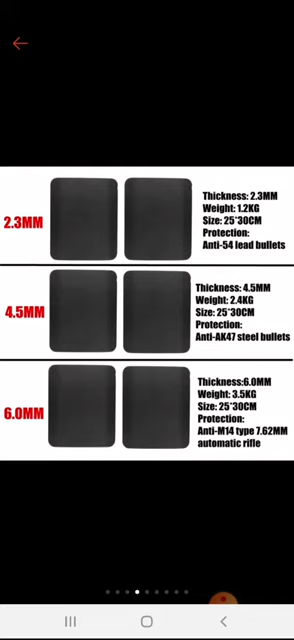 2.3MM
Thickness: 2.3MM
Weight: 1.2KG
Size: 25*30CM
Protection:
Anti-54 lead bullets
4.5MM
Thickness: 4.5MM
Weight: 2.4KG
Size: 25*30CM
Protection:
Anti-AK47 steel bullets
6.0MM
Thickness:6.0MM
Weight: 3.5KG
Size: 25*30CM
Protection:
Anti-M14 type 7.62MM
automatic rifle